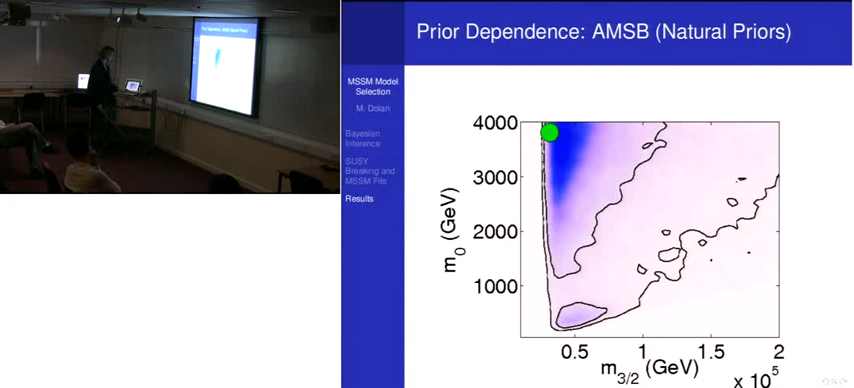 Prior Dependence: AMSB (Natural Priors)
MSSM Model
Selection
M. Dolan
Bayesian
Inference
SUSY
Breaking and
MSSM Fits
Results
4000
3000
2000
1000
m0 (GeV)
0.5 1 1.5 2
x 10^5
m3/2 (GeV)